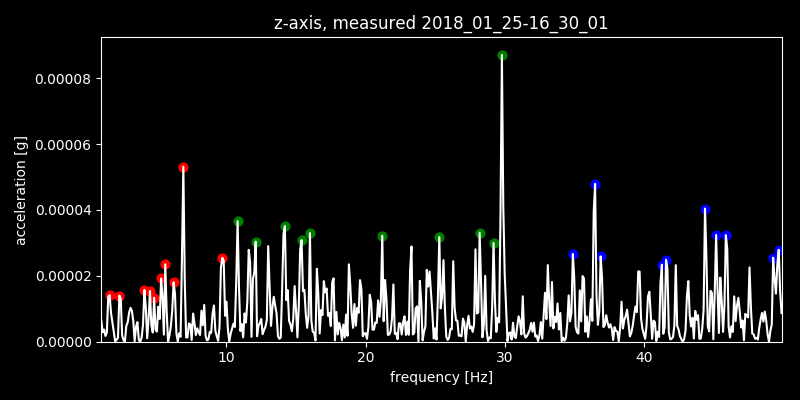 z-axis, measured 2018_01_25-16_30_01
acceleration [g]
0.00008
0.00006
0.00004
0.00002
0.00000
10 20 30 40
frequency [Hz]